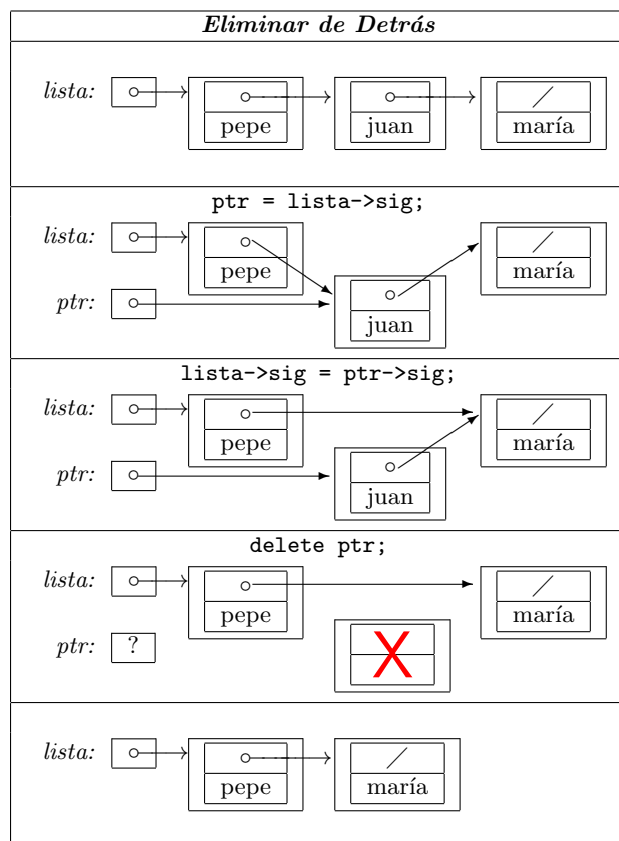 Eliminar de Detrás
lista:
pepe juan maría
ptr = lista->sig;
lista:
pepe maría
ptr:
juan
lista->sig = ptr->sig;
lista:
pepe maría
ptr:
juan
delete ptr;
lista:
pepe maría
ptr: ? X
lista:
pepe maría